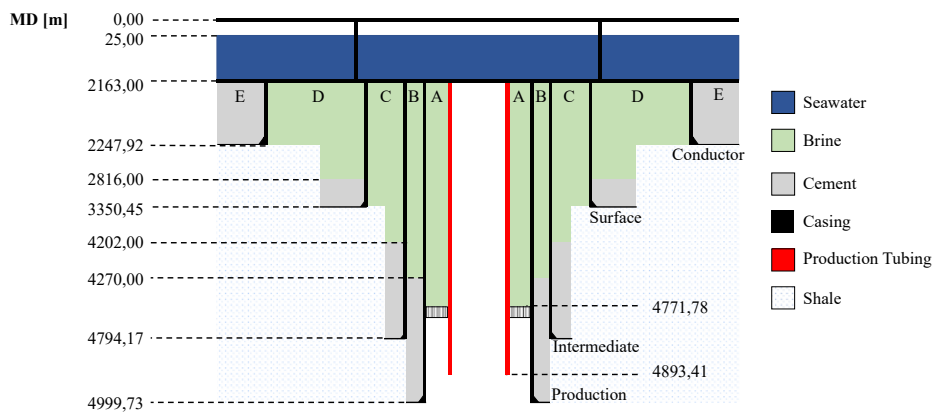 MD [m]
0,00
25,00
2163,00
E D C B A A B C D E
2247,92
2816,00
3350,45
4202,00
4270,00
4794,17
4999,73
Conductor
Surface
4771,78
Intermediate
4893,41
Production
Seawater
Brine
Cement
Casing
Production Tubing
Shale